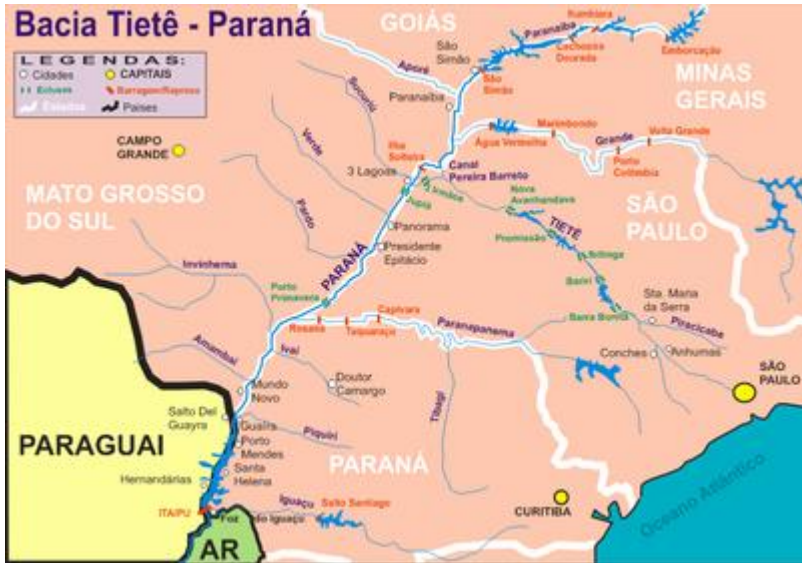 Bacia Tietê - Paraná
LEGENDAS:
Cidades
CAPITAIS
Eclusas
Barragem/Represa
Estados
Países
GOIÁS
MINAS
GERAIS
CAMPO
GRANDE
MATO GROSSO
DO SUL
SÃO
PAULO
PARANÁ
PARAGUAI
AR
SÃO
PAULO
CURITIBA
Oceano Atlântico
Paranaíba
Cachoeira
Dourada
Emborcação
São
Simão
São
Simão
Aporé
Paranaiba
Sucuriú
Verde
Pardo
Ilha
Solteira
Água Vermelha
Marimbondo
Grande
Volta Grande
Porto
Colômbia
Canal
Pereira Barreto
3 Lagoas
Jupiá
Nova
Avanhandava
TIETÊ
Promissão
Ibitinga
Bariri
Barra Bonita
Sta. Maria
da Serra
Piracicaba
Conchas
Anhumas
Panorama
Presidente
Epitácio
PARANÁ
Porto
Primavera
Invinhema
Rosana
Taquaruçu
Capivara
Paranapanema
Amambai
Ivaí
Doutor
Camargo
Tibagi
Mundo
Novo
Salto Del
Guayra
Guaíra
Porto
Mendes
Piquiri
Santa
Helena
Hernandárias
ITAIPU
Foz do Iguaçu
Iguaçu
Salto Santiago